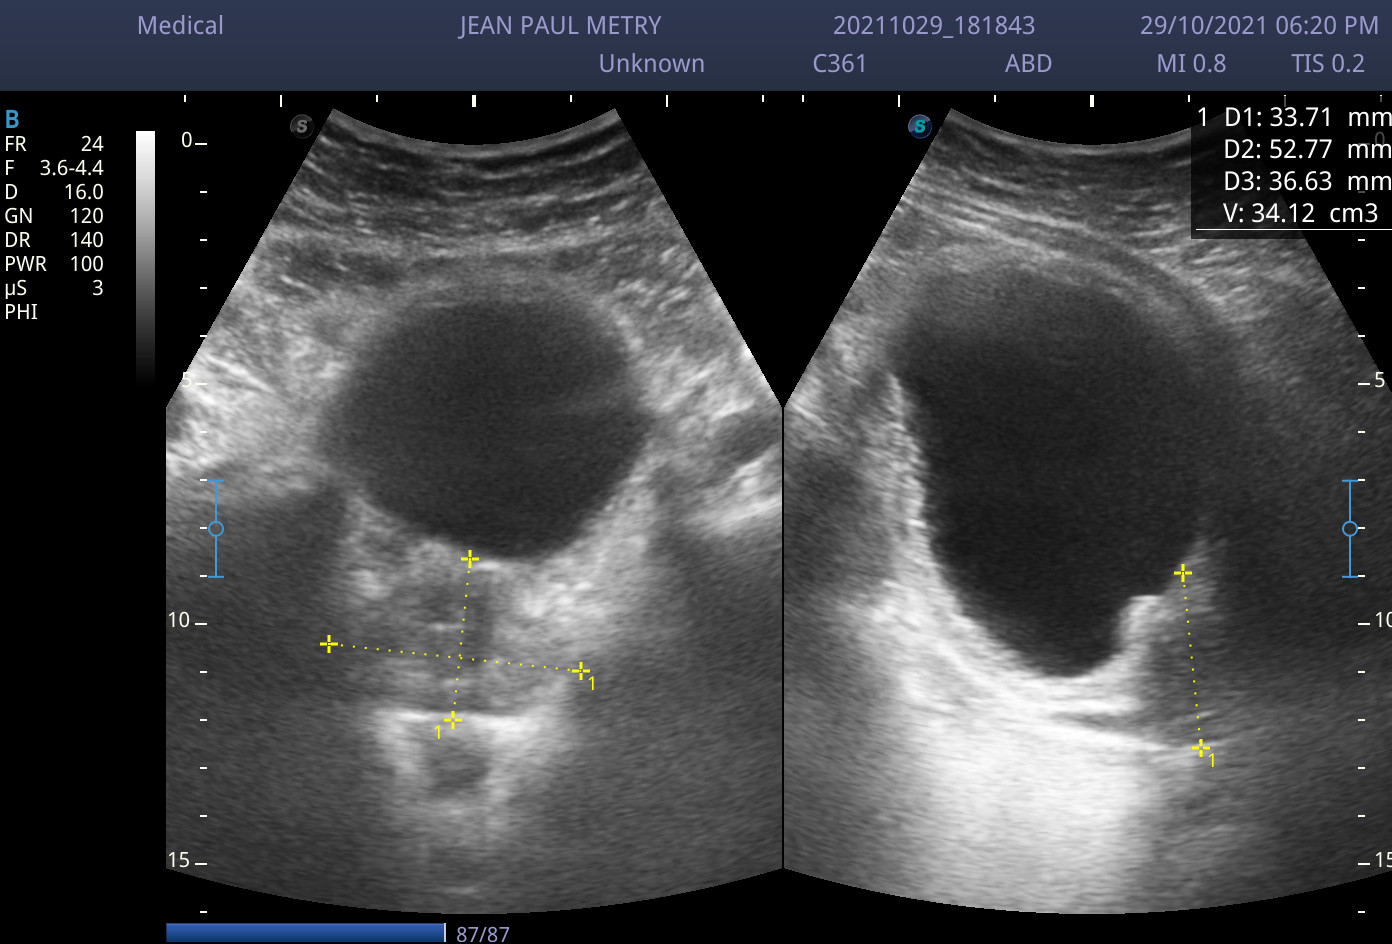 Medical JEAN PAUL METRY 20211029_181843 29/10/2021 06:20 PM
Unknown C361 ABD MI 0.8 TIS 0.2
B
FR 24
F 3.6-4.4
D 16.0
GN 120
DR 140
PWR 100
µS 3
PHI
0
5
10
15
S
S
1 D1: 33.71 mm
D2: 52.77 mm
D3: 36.63 mm
V: 34.12 cm3
0
5
10
15
1
1
1
87/87